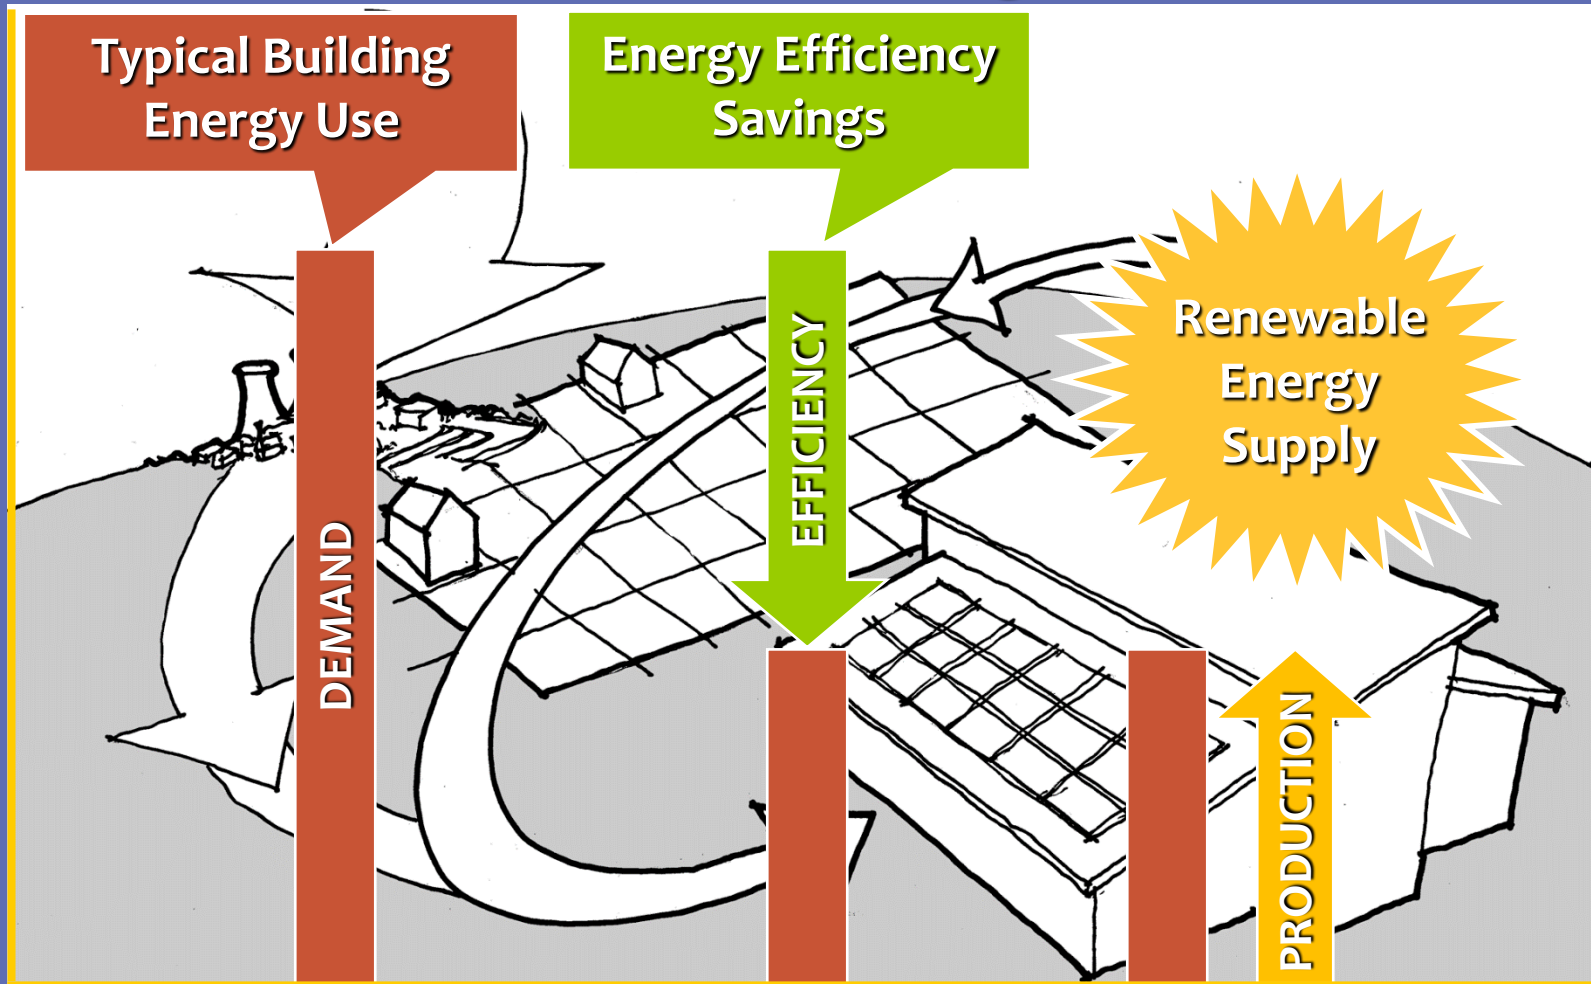 Typical Building
Energy Use
Energy Efficiency
Savings
Renewable
Energy
Supply
DEMAND
EFFICIENCY
PRODUCTION